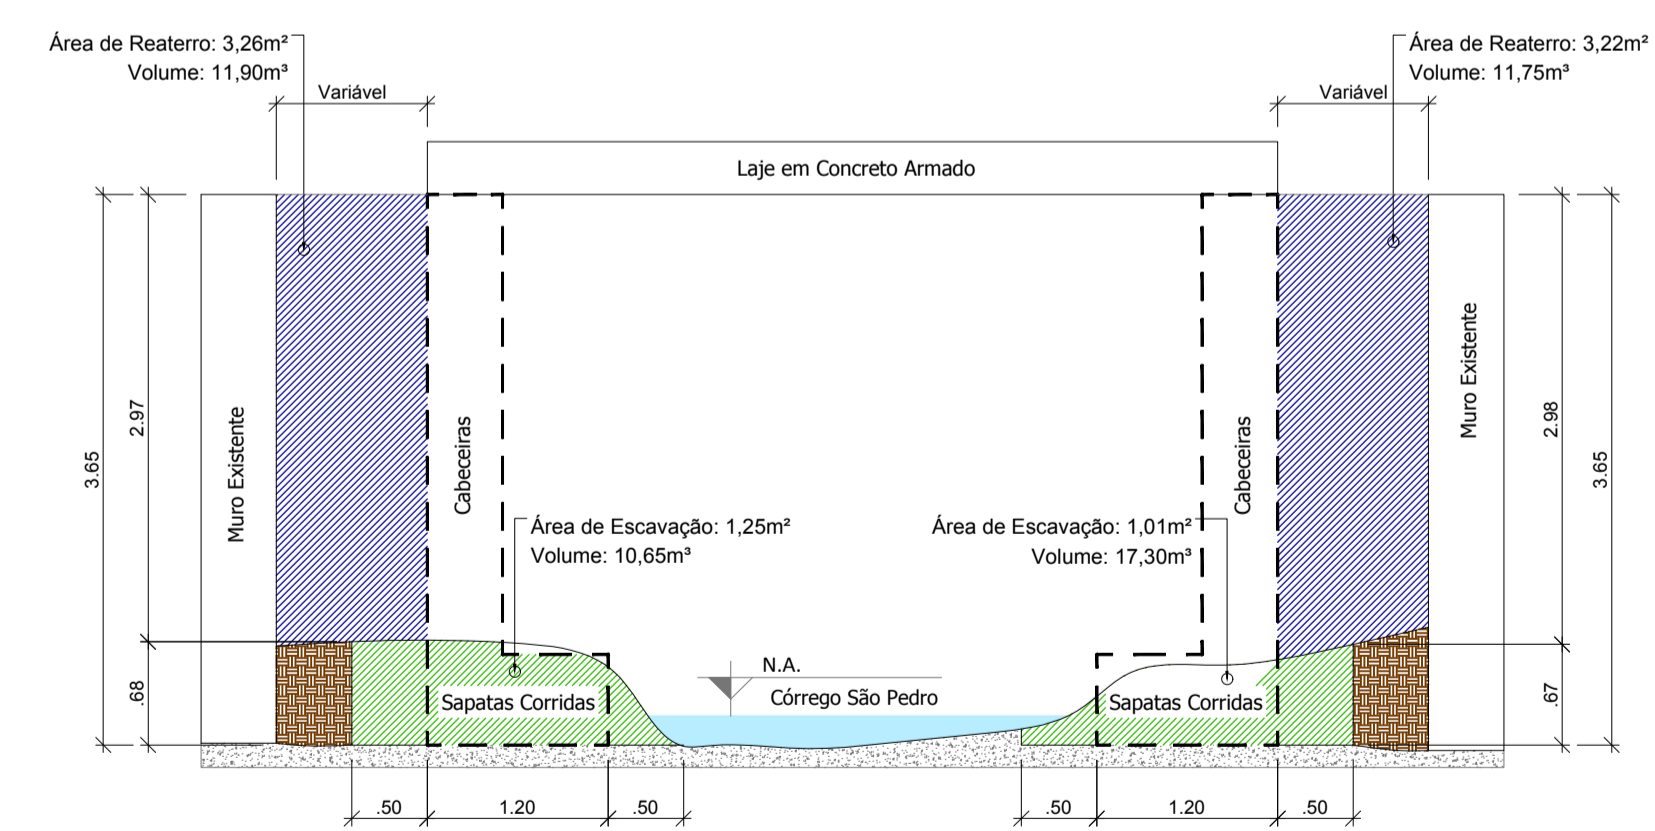 Área de Reaterro: 3,26m²
Volume: 11,90m³
Variável
Área de Reaterro: 3,22m²
Volume: 11,75m³
Variável
Laje em Concreto Armado
3.65
2.97
.68
Muro Existente
Cabeceiras
Área de Escavação: 1,25m²
Volume: 10,65m³
Sapatas Corridas
N.A.
Córrego São Pedro
Área de Escavação: 1,01m²
Volume: 17,30m³
Sapatas Corridas
Cabeceiras
Muro Existente
2.98
.67
3.65
.50
1.20
.50
.50
1.20
.50